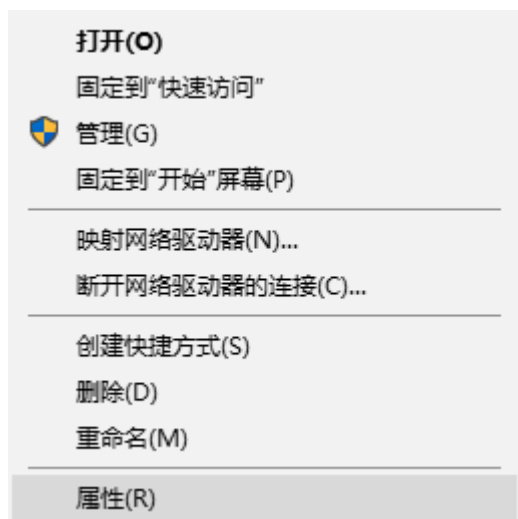 打开(O)
固定到"快速访问"
管理(G)
固定到"开始"屏幕(P)
映射网络驱动器(N)...
断开网络驱动器的连接(C)...
创建快捷方式(S)
删除(D)
重命名(M)
属性(R)